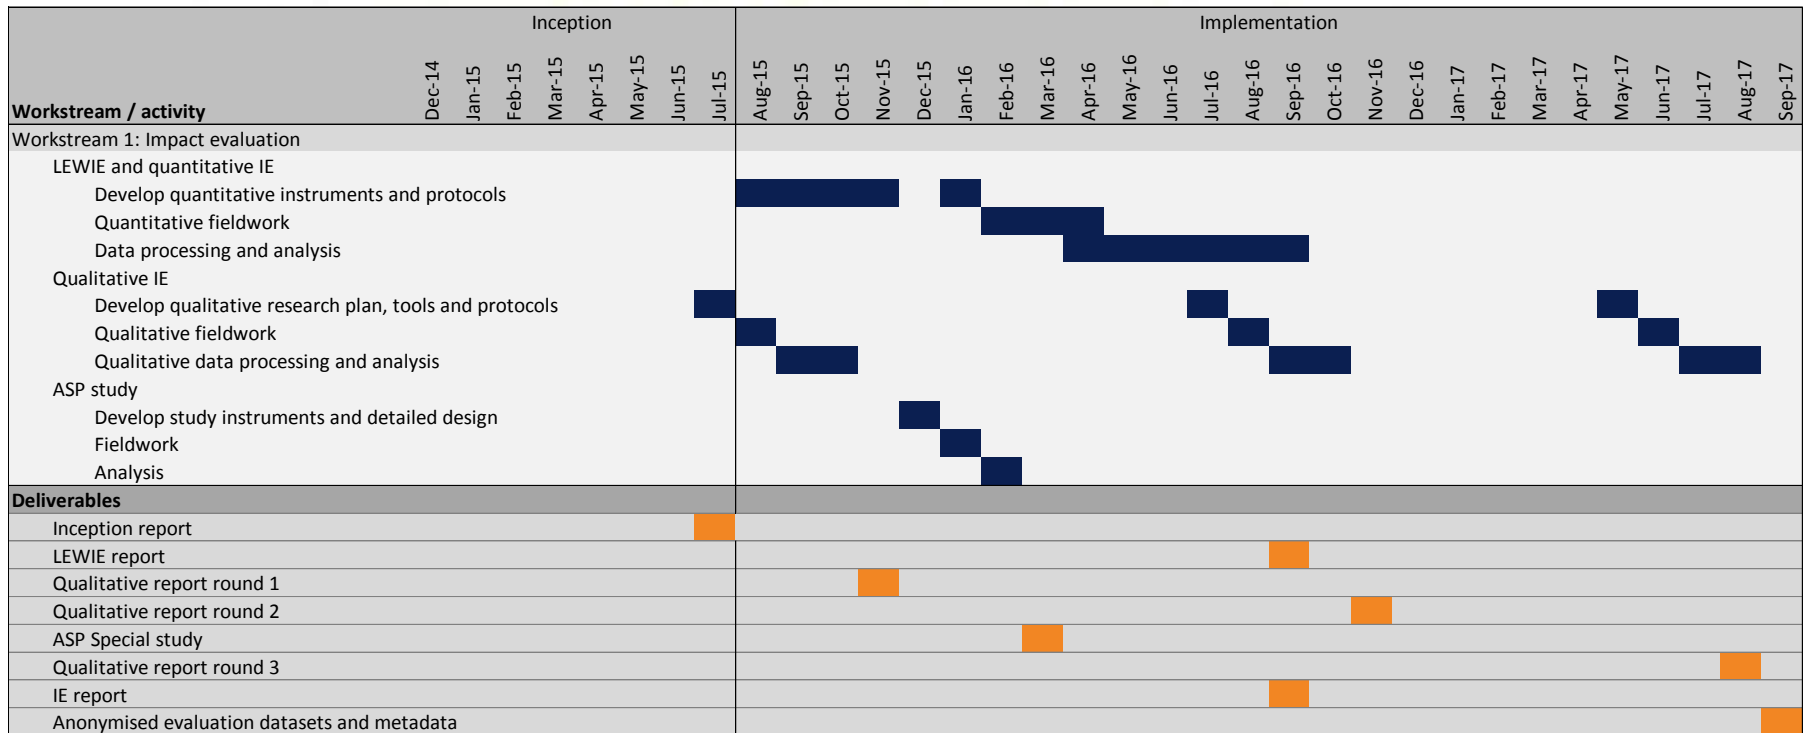 Inception Implementation
Workstream / activity Dec-14 Jan-15 Feb-15 Mar-15 Apr-15 May-15 Jun-15 Jul-15 Aug-15 Sep-15 Oct-15 Nov-15 Dec-15 Jan-16 Feb-16 Mar-16 Apr-16 May-16 Jun-16 Jul-16 Aug-16 Sep-16 Oct-16 Nov-16 Dec-16 Jan-17 Feb-17 Mar-17 Apr-17 May-17 Jun-17 Jul-17 Aug-17 Sep-17
Workstream 1: Impact evaluation
LEWIE and quantitative IE
Develop quantitative instruments and protocols
Quantitative fieldwork
Data processing and analysis
Qualitative IE
Develop qualitative research plan, tools and protocols
Qualitative fieldwork
Qualitative data processing and analysis
ASP study
Develop study instruments and detailed design
Fieldwork
Analysis
Deliverables
Inception report
LEWIE report
Qualitative report round 1
Qualitative report round 2
ASP Special study
Qualitative report round 3
IE report
Anonymised evaluation datasets and metadata